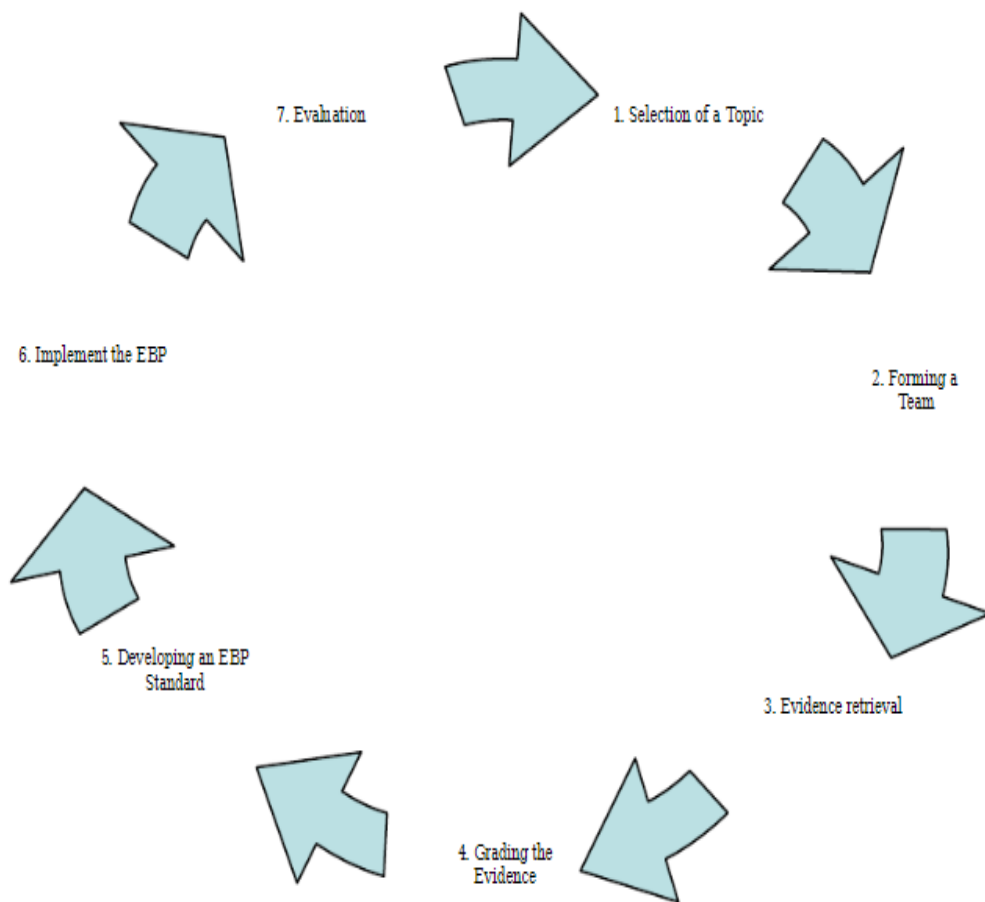 1. Selection of a Topic
2. Forming a
Team
3. Evidence retrieval
4. Grading the
Evidence
5. Developing an EBP
Standard
6. Implement the EBP
7. Evaluation